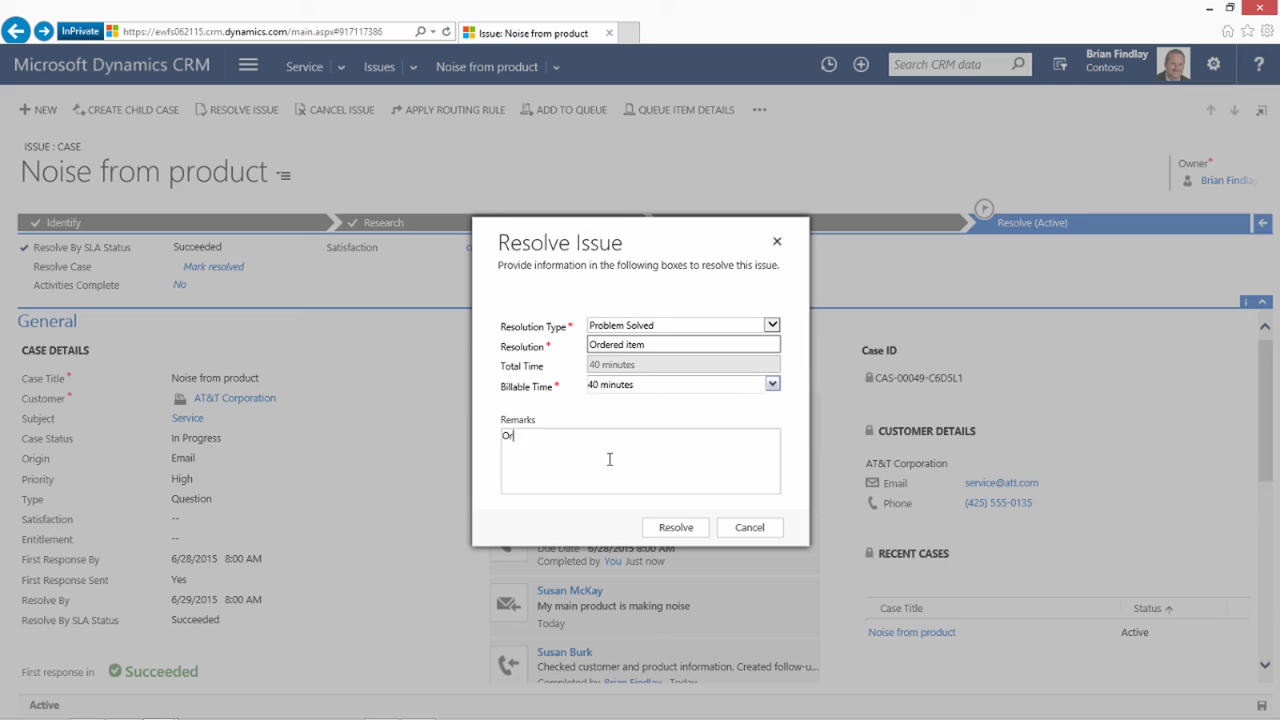 InPrivate
https://ewfs062115.crm.dynamics.com/main.aspx#917117386
Issue: Noise from product
Microsoft Dynamics CRM
Service
Issues
Noise from product
Search CRM data
Brian Findlay
Contoso
?
NEW
CREATE CHILD CASE
RESOLVE ISSUE
CANCEL ISSUE
APPLY ROUTING RULE
ADD TO QUEUE
QUEUE ITEM DETAILS
ISSUE : CASE
Noise from product
Owner*
Identify
Research
Resolve (Active)
Resolve By SLA Status Succeeded
Satisfaction
Resolve Case Mark resolved
Activities Complete No
Resolve Issue
Provide information in the following boxes to resolve this issue.
Resolution Type * Problem Solved
Resolution * Ordered item
Total Time 40 minutes
Billable Time * 40 minutes
Remarks
Or
Resolve
Cancel
General
CASE DETAILS
Case Title * Noise from product
Customer * AT&T Corporation
Subject Service
Case Status In Progress
Origin Email
Priority High
Type Question
Satisfaction --
Entitlement --
First Response By 6/28/2015 8:00 AM
First Response Sent Yes
Resolve By 6/29/2015 8:00 AM
Resolve By SLA Status Succeeded
First response in Succeeded
Due Date 6/28/2015 8:00 AM
Completed by You Just now
Susan McKay
My main product is making noise
Today
Susan Burk
Checked customer and product information. Created follow-u...
Completed by Brian Findlay Today
Case ID
CAS-00049-C6D5L1
CUSTOMER DETAILS
AT&T Corporation
Email service@att.com
Phone (425) 555-0135
RECENT CASES
Case Title Status
Noise from product Active
Active